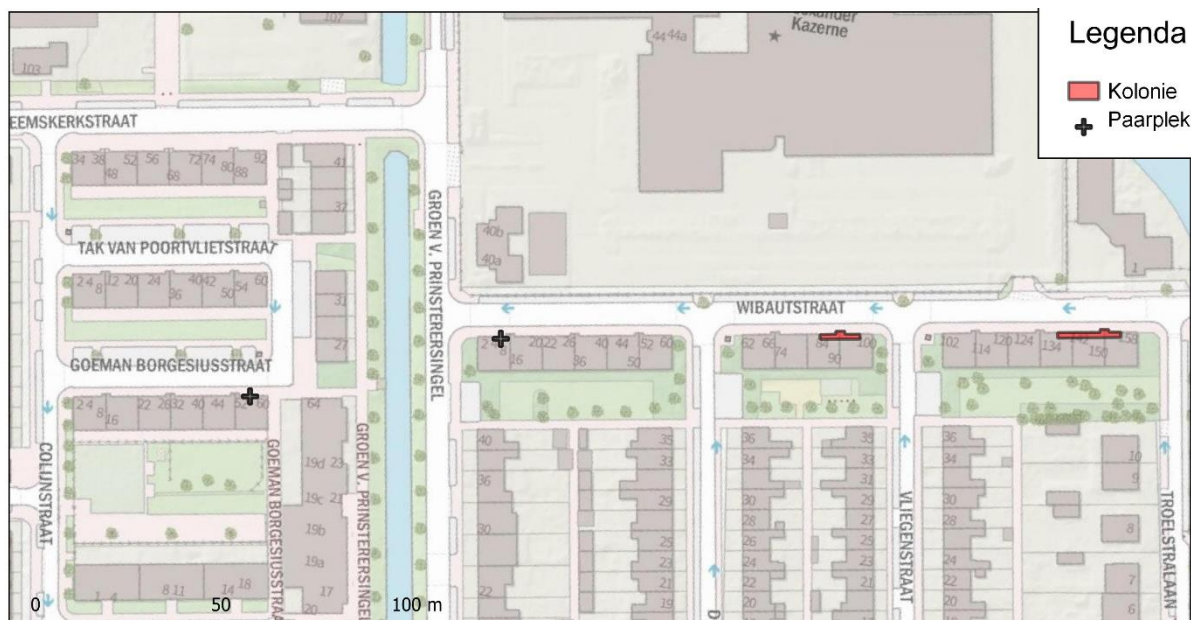 Legenda
Kolonie
Paarplek
Kazerne
44 44a
107
103
EEMSKERKSTRAAT
34 38 52 56 72 74 92
48 68 80 88
41
37
GROEN V. PRINSTERERSINGEL
40b
40a
TAK VAN POORTVLIETSTRAAT
2 4 8 12 20 24 40 42 54 60
36 50
31
27
1
WIBAUTSTRAAT
2 8 16 20 22 26 36 44 50 52 60
62 66 74 84 90 100
102 114 120 124 134 142 150 158
GOEMAN BORGESIUSSTRAAT
2 4 8 16 22 28 32 40 44 52 60
64
COLIJNSTRAAT
GOEMAN BORGESIUSSTRAA
GROEN V. PRINSTERERSINGEL
19d 23
19c 21
19b
19a
17
20
1 4 8 11 14 18
40 35
36 33
30 29
25
23
22 21
19
36 35
34 33
31
30 29
28 27
25
24 23
22 21
20
VLIEGENSTRAAT
36
34
30
28
24
22
20
10
9
8
7
6
TROELSTRALAAN
D
0 50 100 m